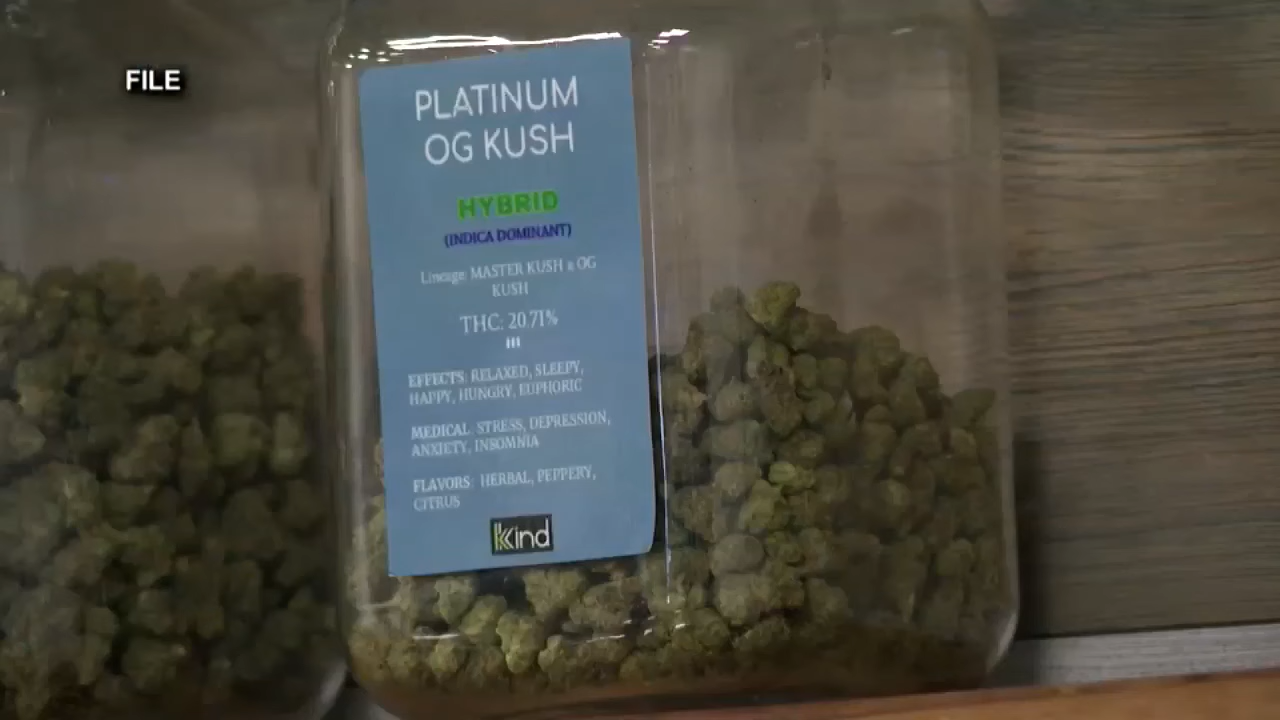 FILE
PLATINUM
OG KUSH
HYBRID
(INDICA DOMINANT)
Lineage: MASTER KUSH x OG
KUSH
THC: 20.71%
EFFECTS: RELAXED, SLEEPY,
HAPPY, HUNGRY, EUPHORIC
MEDICAL: STRESS, DEPRESSION,
ANXIETY, INSOMNIA
FLAVORS: HERBAL, PEPPERY,
CITRUS
Kind